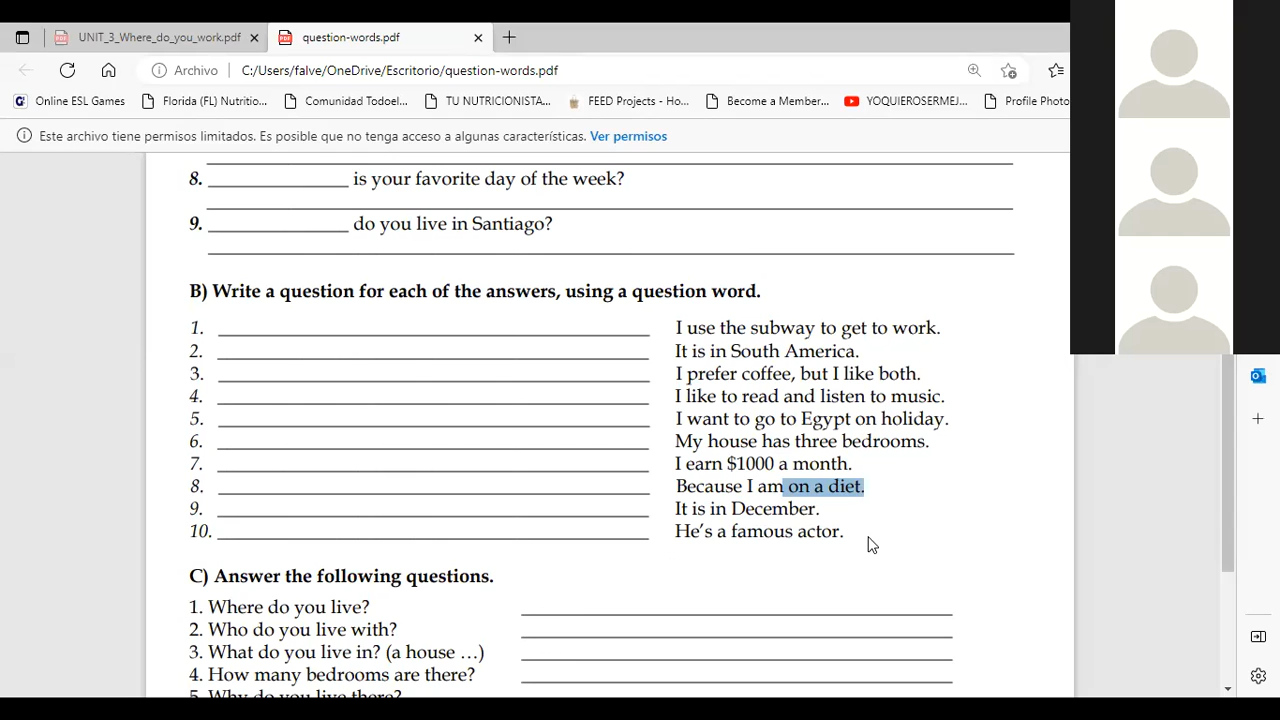 UNIT_3_Where_do_you_work.pdf
question-words.pdf
Archivo
C:/Users/falve/OneDrive/Escritorio/question-words.pdf
Online ESL Games
Florida (FL) Nutritio...
Comunidad Todoel...
TU NUTRICIONISTA...
FEED Projects - Ho...
Become a Member...
YOQUIEROSERMEJ...
Profile Photo
Este archivo tiene permisos limitados. Es posible que no tenga acceso a algunas características. Ver permisos
8. ______________ is your favorite day of the week?
9. ______________ do you live in Santiago?
B) Write a question for each of the answers, using a question word.
1. I use the subway to get to work.
2. It is in South America.
3. I prefer coffee, but I like both.
4. I like to read and listen to music.
5. I want to go to Egypt on holiday.
6. My house has three bedrooms.
7. I earn $1000 a month.
8. Because I am on a diet.
9. It is in December.
10. He's a famous actor.
C) Answer the following questions.
1. Where do you live?
2. Who do you live with?
3. What do you live in? (a house …)
4. How many bedrooms are there?
5. Why do you live there?